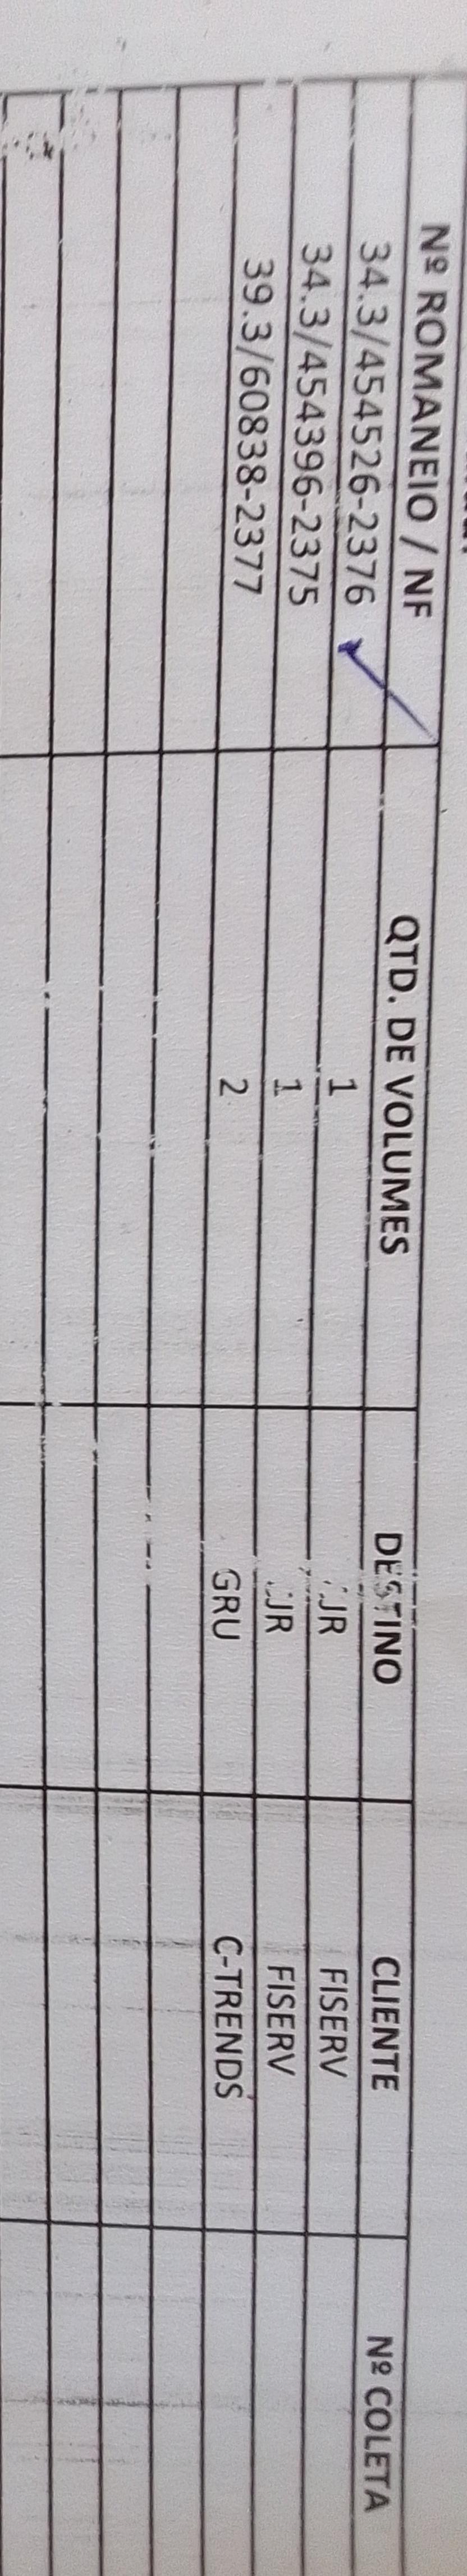 Nº ROMANEIO / NF QTD. DE VOLUMES DESTINO CLIENTE Nº COLETA
34.3/454526-2376 1 FISERV
34.3/454396-2375 1 FISERV
39.3/60838-2377 2 GRU C-TRENDS